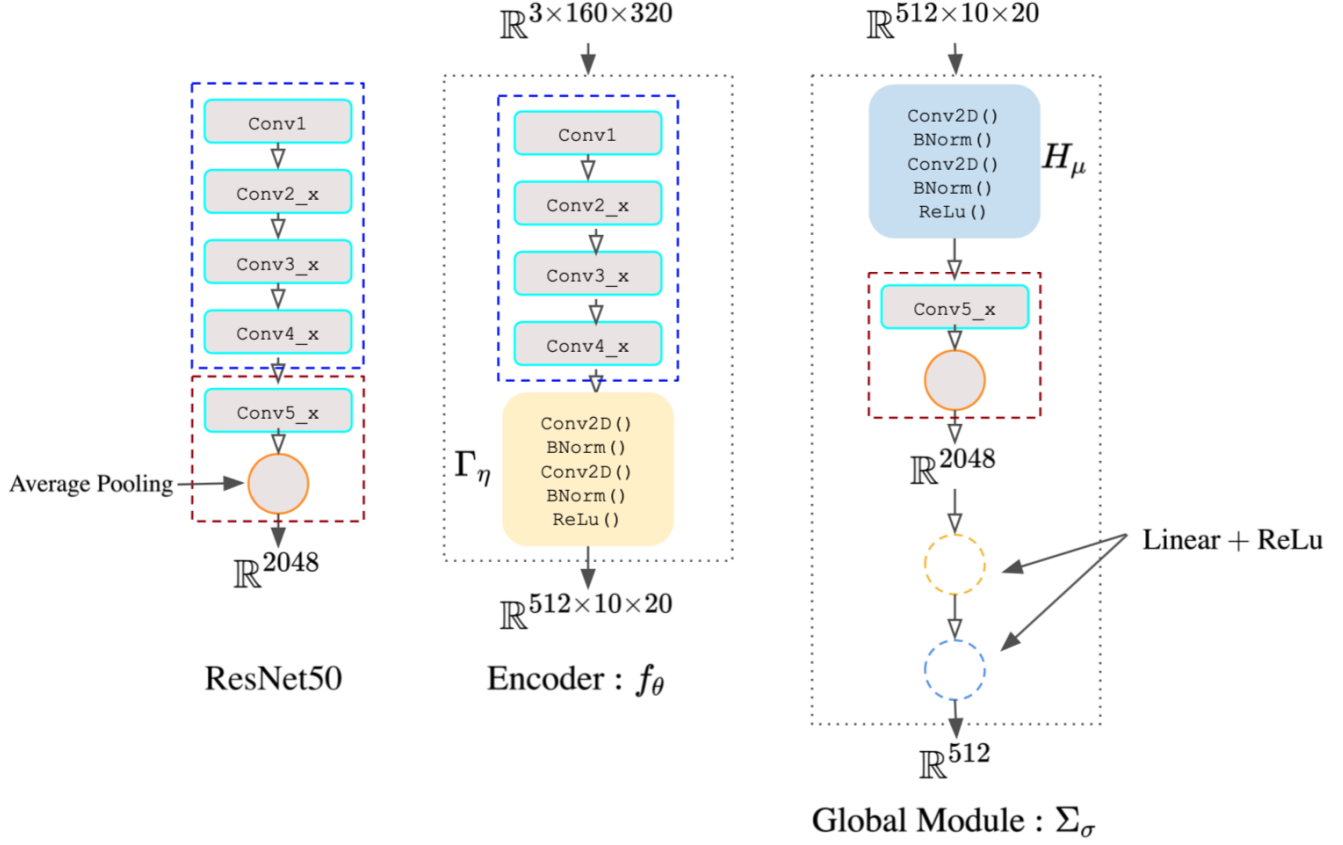 ℝ^{3×160×320}
ℝ^{512×10×20}
Conv1
Conv2_x
Conv3_x
Conv4_x
Conv5_x
Average Pooling
ℝ^{2048}
ResNet50
Conv1
Conv2_x
Conv3_x
Conv4_x
Γ_η
Conv2D()
BNorm()
Conv2D()
BNorm()
ReLu()
ℝ^{512×10×20}
Encoder : f_θ
Conv2D()
BNorm()
Conv2D()
BNorm()
ReLu()
H_μ
Conv5_x
ℝ^{2048}
Linear + ReLu
ℝ^{512}
Global Module : Σ_σ